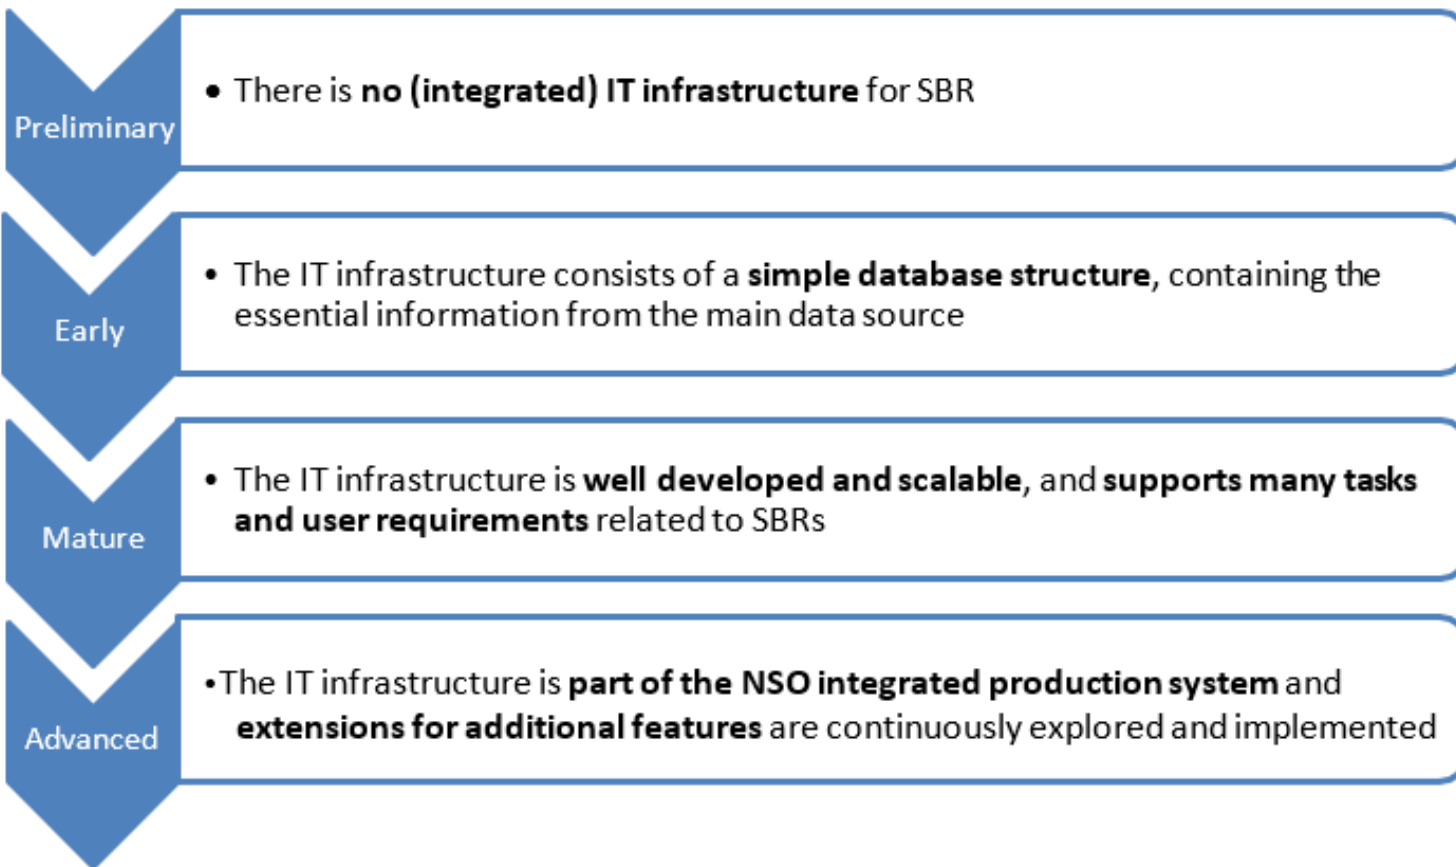 Preliminary
• There is no (integrated) IT infrastructure for SBR
Early
• The IT infrastructure consists of a simple database structure, containing the
essential information from the main data source
Mature
• The IT infrastructure is well developed and scalable, and supports many tasks
and user requirements related to SBRs
Advanced
•The IT infrastructure is part of the NSO integrated production system and
extensions for additional features are continuously explored and implemented